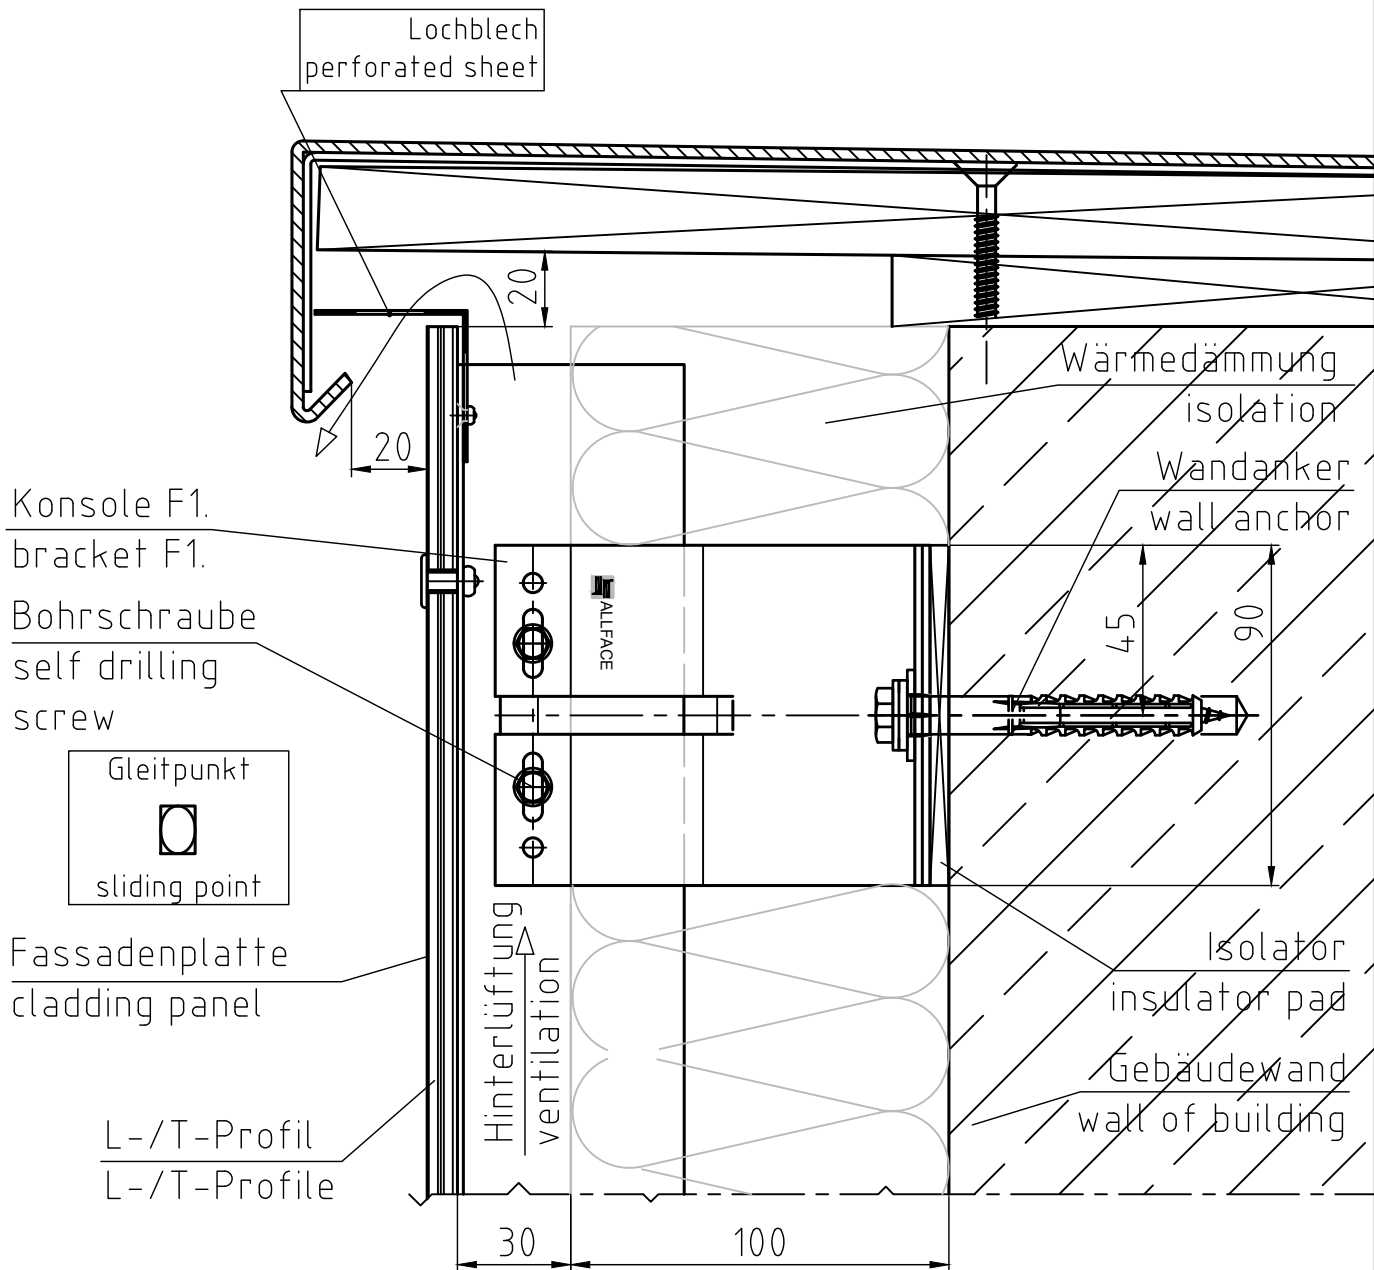 Lochblech
perforated sheet
20
Wärmedämmung
isolation
20
Wandanker
wall anchor
Konsole F1.
bracket F1.
ALLFACE
45
90
Bohrschraube
self drilling
screw
Gleitpunkt
sliding point
Fassadenplatte
cladding panel
Hinterlüftung
ventilation
Isolator
insulator pad
Gebäudewand
wall of building
L-/T-Profil
L-/T-Profile
30
100